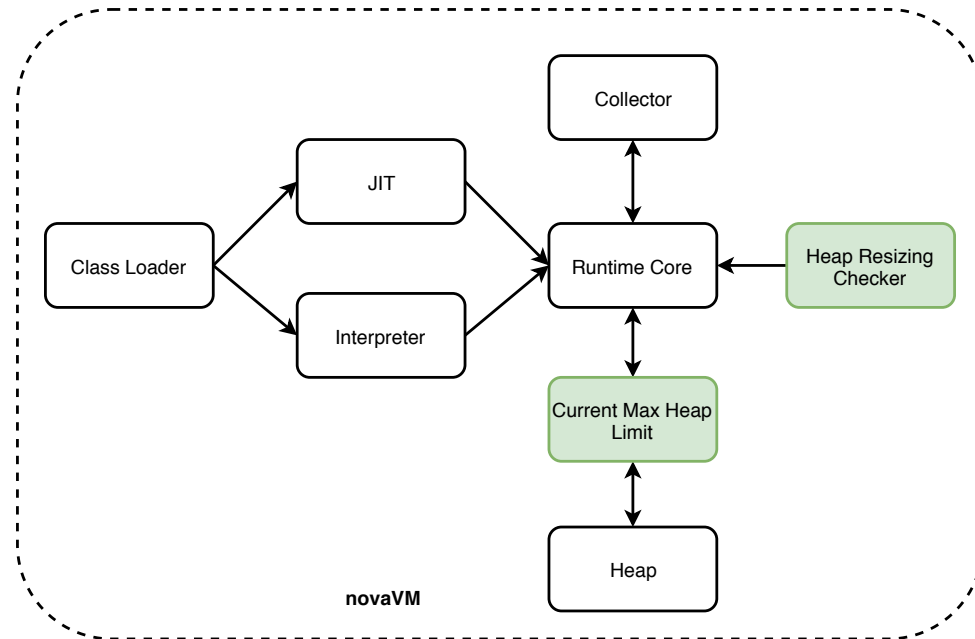 Collector
JIT
Class Loader
Runtime Core
Heap Resizing
Checker
Interpreter
Current Max Heap
Limit
Heap
novaVM